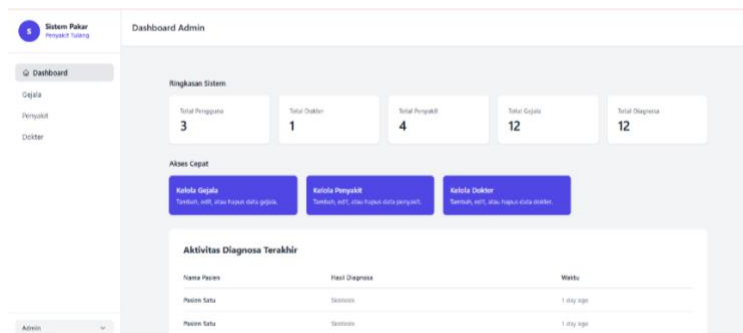 S
Sistem Pakar
Penyakit Tulang
Dashboard Admin
Dashboard
Gejala
Penyakit
Dokter
Ringkasan Sistem
Total Pengguna
3
Total Dokter
1
Total Penyakit
4
Total Gejala
12
Total Diagnosa
12
Akses Cepat
Kelola Gejala
Tambah, edit, atau hapus data gejala.
Kelola Penyakit
Tambah, edit, atau hapus data penyakit.
Kelola Dokter
Tambah, edit, atau hapus data dokter.
Aktivitas Diagnosa Terakhir
Nama Pasien Hasil Diagnosa Waktu
Pasien Satu 1 day ago
Pasien Satu 1 day ago
Admin